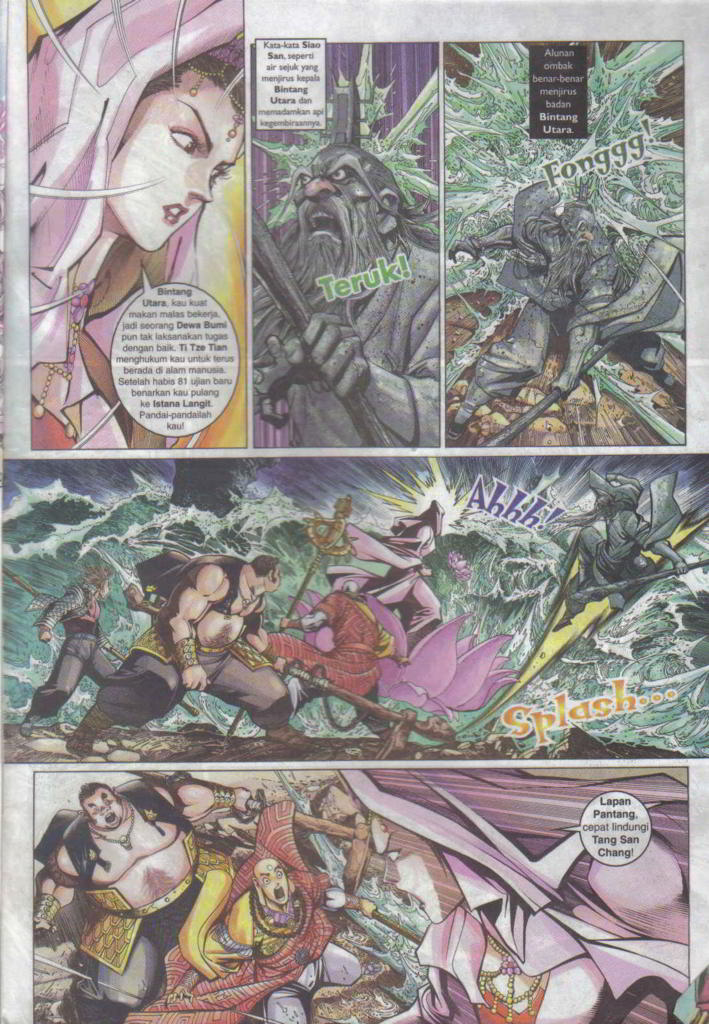 Bintang
Utara, kau kuat
makan malas bekerja,
jadi seorang Dewa Bumi
pun tak laksanakan tugas
dengan baik. Ti Tze Tian
menghukum kau untuk terus
berada di alam manusia.
Setelah habis 81 ujian baru
benarkan kau pulang
ke Istana Langit.
Pandai-pandailah
kau!
Kata-kata Siao
San, seperti
air sejuk yang
menjirus kepala
Bintang
Utara dan
memadamkan api
kegembiraannya.
Teruk!
Alunan
ombak
benar-benar
menjirus
badan
Bintang
Utara.
Fonggg!
Ahhh!
Splash...
Lapan
Pantang,
cepat lindungi
Tang San
Chang!